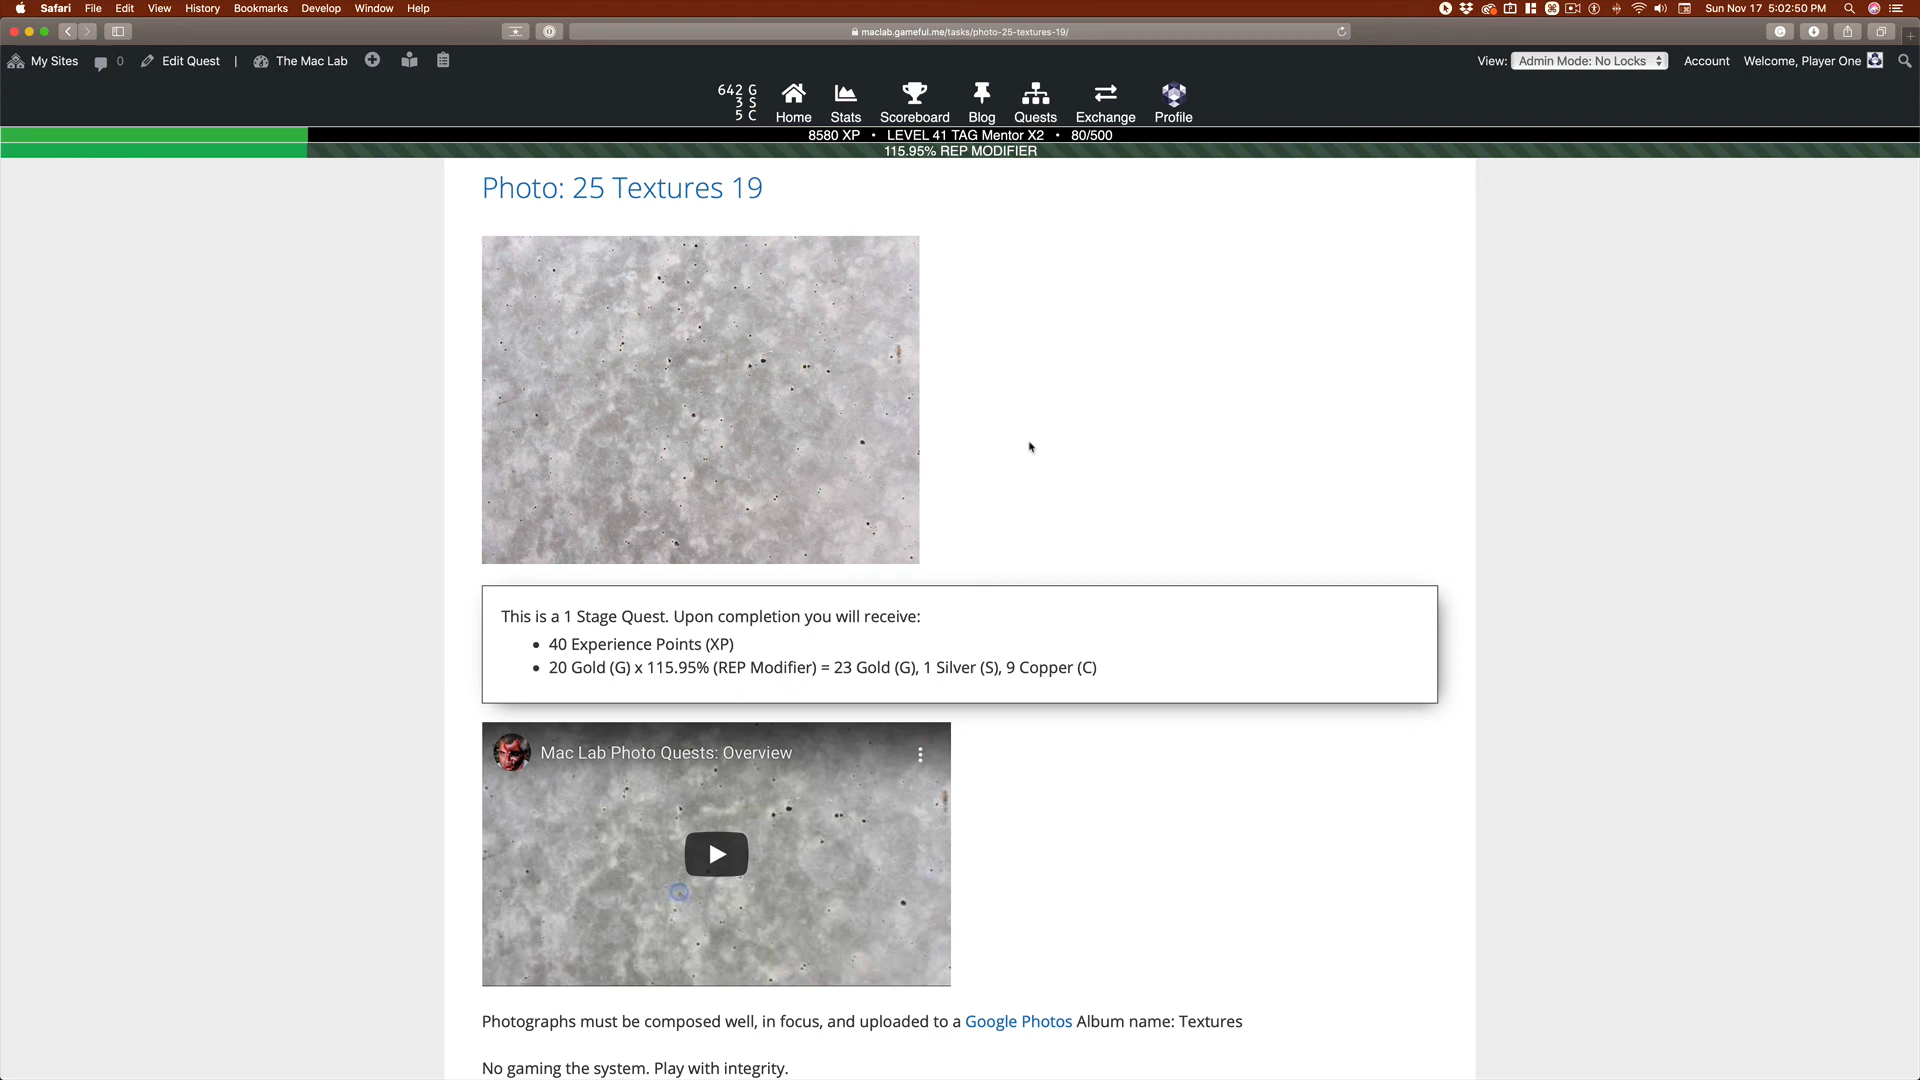 Safari File Edit View History Bookmarks Develop Window Help Sun Nov 17 5:02:50 PM
maclab.gameful.me/tasks/photo-25-textures-19/
My Sites 0 Edit Quest | The Mac Lab View: Admin Mode: No Locks Account Welcome, Player One
642 G
3 S
5 C
Home Stats Scoreboard Blog Quests Exchange Profile
8580 XP • LEVEL 41 TAG Mentor X2 • 80/500
115.95% REP MODIFIER
Photo: 25 Textures 19
This is a 1 Stage Quest. Upon completion you will receive:
• 40 Experience Points (XP)
• 20 Gold (G) x 115.95% (REP Modifier) = 23 Gold (G), 1 Silver (S), 9 Copper (C)
Mac Lab Photo Quests: Overview
Photographs must be composed well, in focus, and uploaded to a Google Photos Album name: Textures
No gaming the system. Play with integrity.